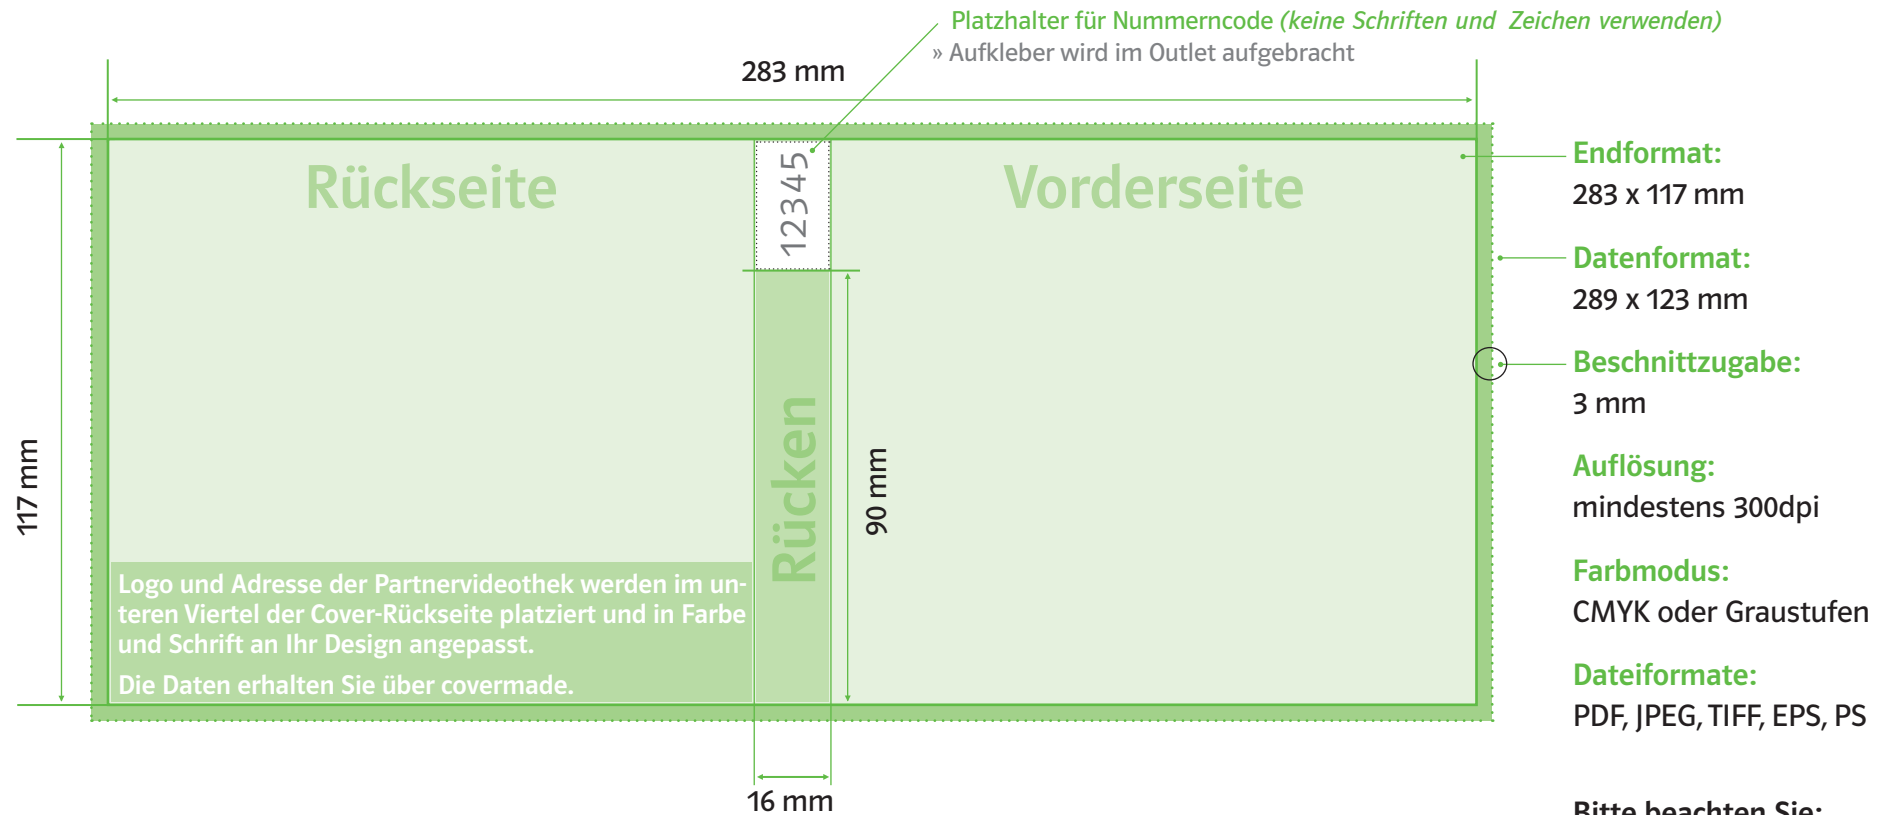 Platzhalter für Nummerncode (keine Schriften und Zeichen verwenden)
» Aufkleber wird im Outlet aufgebracht
283 mm
Rückseite
12345
Vorderseite
117 mm
Rücken
90 mm
Logo und Adresse der Partnervideothek werden im un-
teren Viertel der Cover-Rückseite platziert und in Farbe
und Schrift an Ihr Design angepasst.
Die Daten erhalten Sie über covermade.
16 mm
Endformat:
283 x 117 mm
Datenformat:
289 x 123 mm
Beschnittzugabe:
3 mm
Auflösung:
mindestens 300dpi
Farbmodus:
CMYK oder Graustufen
Dateiformate:
PDF, JPEG, TIFF, EPS, PS
Bitte beachten Sie: